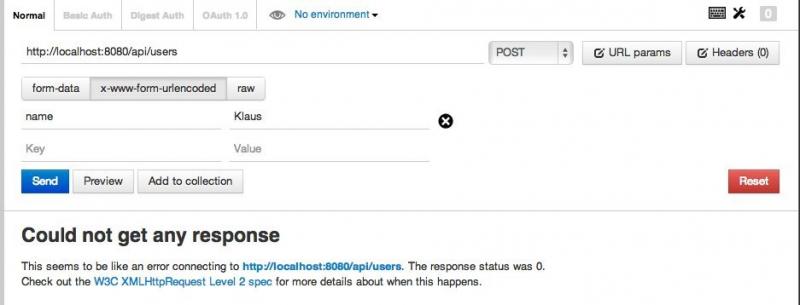 Normal Basic Auth Digest Auth OAuth 1.0 No environment 0
http://localhost:8080/api/users POST URL params Headers (0)
form-data x-www-form-urlencoded raw
name Klaus
Key Value
Send Preview Add to collection Reset
Could not get any response
This seems to be like an error connecting to http://localhost:8080/api/users. The response status was 0.
Check out the W3C XMLHttpRequest Level 2 spec for more details about when this happens.